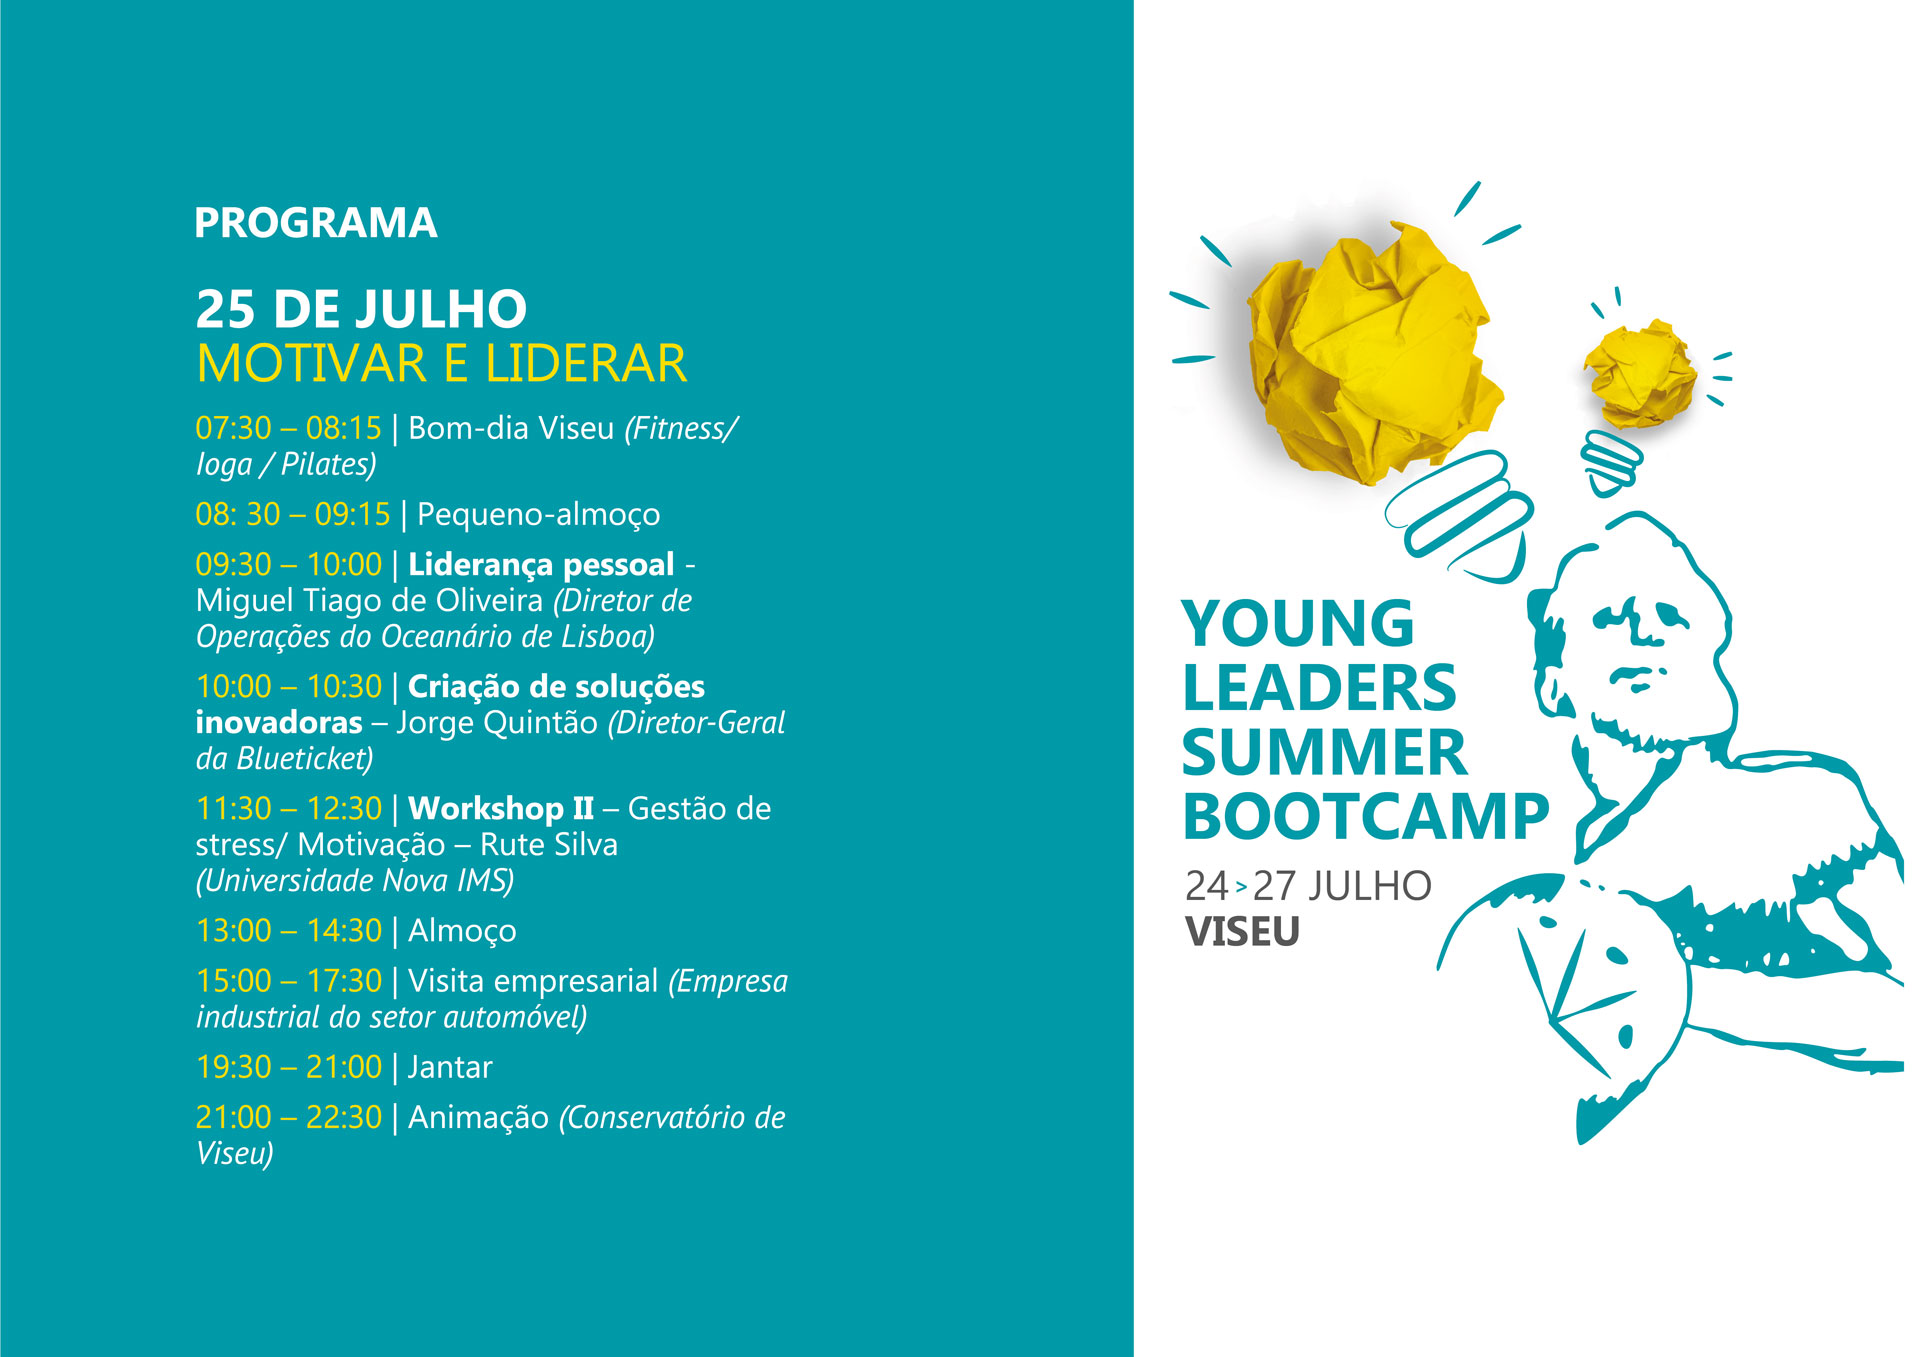 PROGRAMA
25 DE JULHO
MOTIVAR E LIDERAR
07:30 – 08:15 | Bom-dia Viseu (Fitness/
Ioga / Pilates)
08: 30 – 09:15 | Pequeno-almoço
09:30 – 10:00 | Liderança pessoal -
Miguel Tiago de Oliveira (Diretor de
Operações do Oceanário de Lisboa)
10:00 – 10:30 | Criação de soluções
inovadoras – Jorge Quintão (Diretor-Geral
da Blueticket)
11:30 – 12:30 | Workshop II – Gestão de
stress/ Motivação – Rute Silva
(Universidade Nova IMS)
13:00 – 14:30 | Almoço
15:00 – 17:30 | Visita empresarial (Empresa
industrial do setor automóvel)
19:30 – 21:00 | Jantar
21:00 – 22:30 | Animação (Conservatório de
Viseu)
YOUNG
LEADERS
SUMMER
BOOTCAMP
24 > 27 JULHO
VISEU